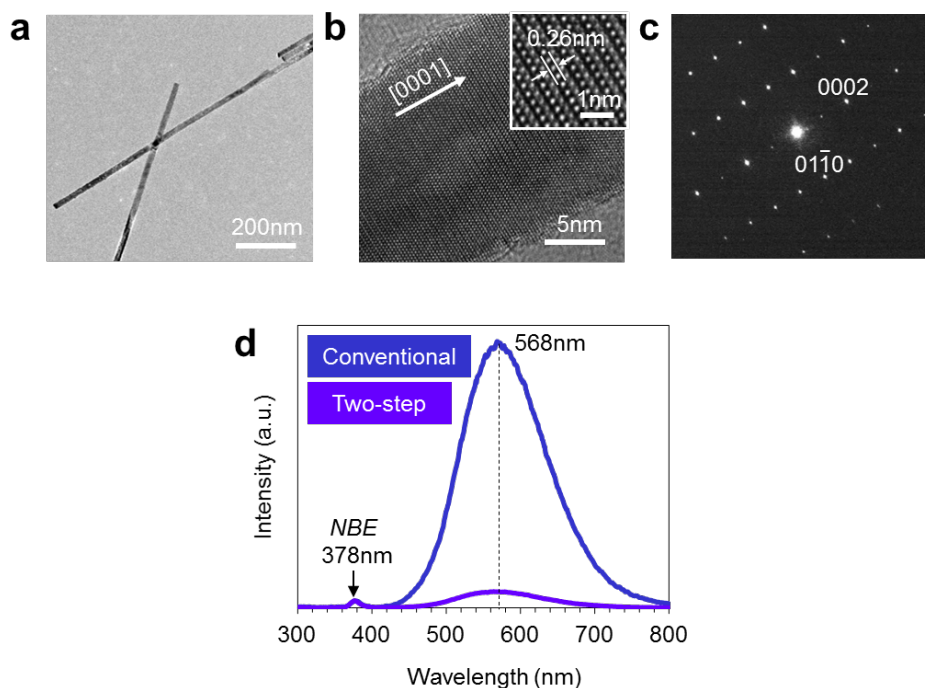 a
200nm
b
[0001]
0.26nm
1nm
5nm
c
0002
011̄0
d
Conventional
Two-step
568nm
NBE
378nm
Intensity (a.u.)
300 400 500 600 700 800
Wavelength (nm)